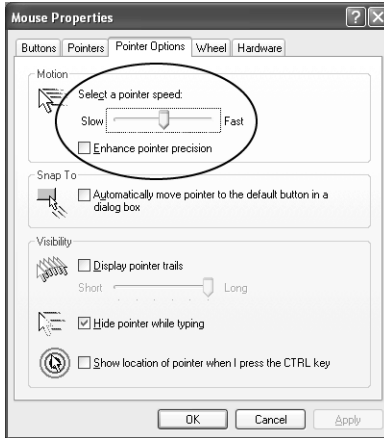 Mouse Properties
Buttons Pointers Pointer Options Wheel Hardware
Motion
Select a pointer speed:
Slow Fast
Enhance pointer precision
Snap To
Automatically move pointer to the default button in a
dialog box
Visibility
Display pointer trails
Short Long
Hide pointer while typing
Show location of pointer when I press the CTRL key
OK Cancel Apply